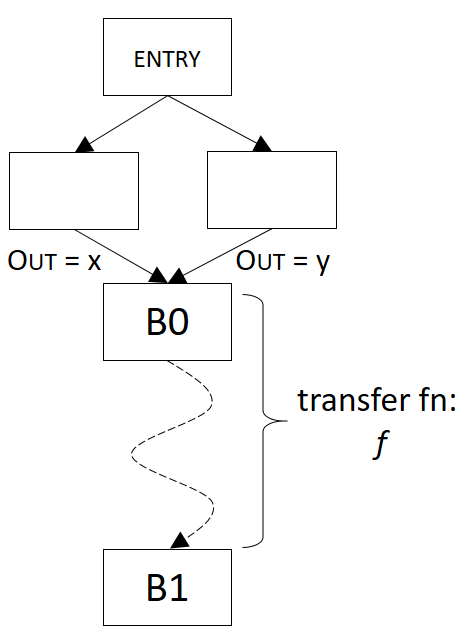 ENTRY
OUT = x
OUT = y
B0
transfer fn:
f
B1